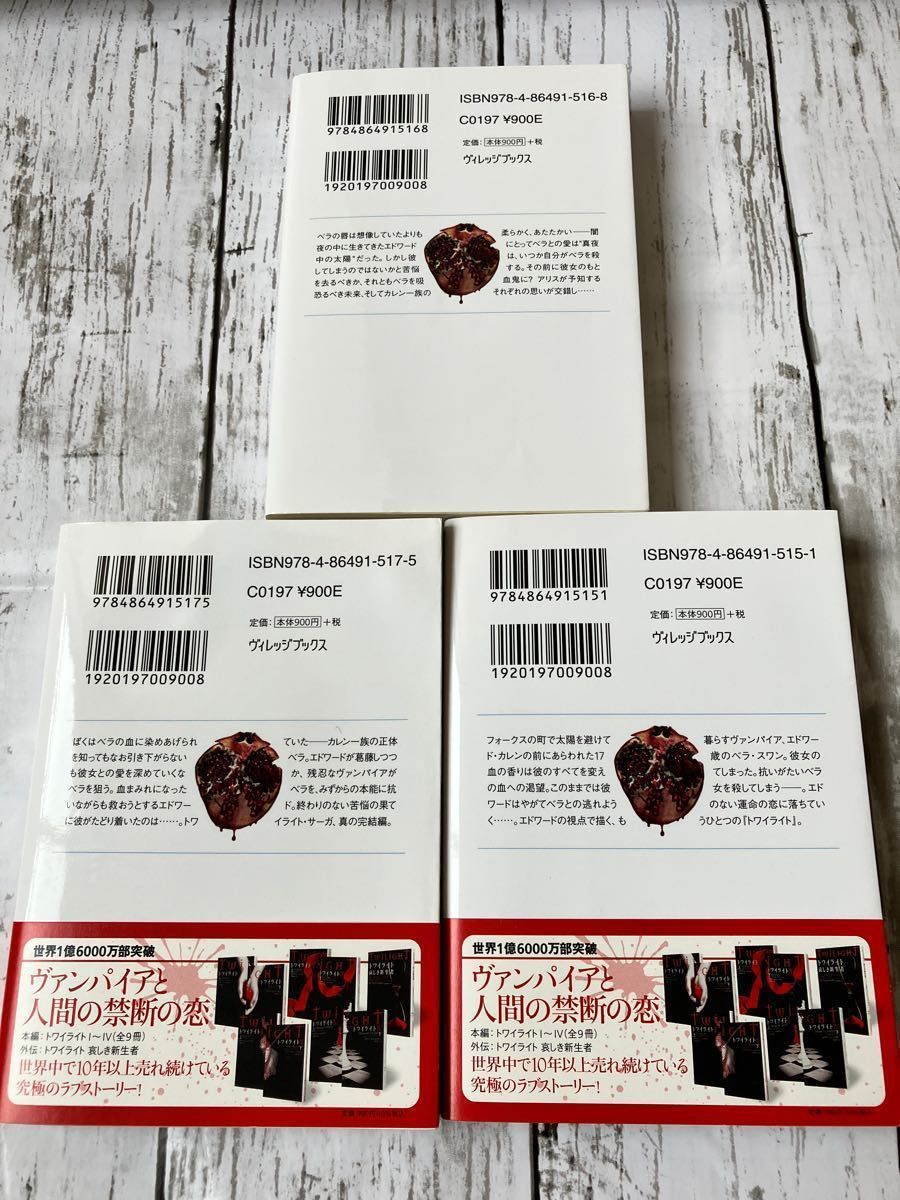 ISBN978-4-86491-516-8
9784864915168
C0197 ¥900E
定価：本体900円＋税
1920197009008
ヴィレッジブックス
ベラの唇は想像していたよりも柔らかく、あたたかい――闇
夜の中に生きてきたエドワードにとってベラとの愛は“真夜
中の太陽”だった。しかし彼は、いつか自分がベラを殺
してしまうのではないかと苦悩する。その前に彼女のもと
を去るべきか、それともベラを吸血鬼に？ アリスが予知する
恐るべき未来、そしてカレン一族のそれぞれの思いが交錯し……
ISBN978-4-86491-517-5
9784864915175
C0197 ¥900E
定価：本体900円＋税
1920197009008
ヴィレッジブックス
ぼくはベラの血に染めあげられていた――カレン一族の正体
を知ってもなお引き下がらないベラ。エドワードが葛藤しつつ
も彼女との愛を深めていくなか、残忍なヴァンパイアが
ベラを狙う。血まみれになったベラを、みずからの本能に抗
いながらも救おうとするエドワード。終わりのない苦悩の果て
に彼がたどり着いたのは……。トワイライト・サーガ、真の完結編。
世界1億6000万部突破
ヴァンパイアと
人間の禁断の恋
本編：トワイライトⅠ～Ⅳ（全9冊）
外伝：トワイライト 哀しき新生者
世界中で10年以上売れ続けている
究極のラブストーリー！
ISBN978-4-86491-515-1
9784864915151
C0197 ¥900E
定価：本体900円＋税
1920197009008
ヴィレッジブックス
フォークスの町で太陽を避けて暮らすヴァンパイア、エドワー
ド・カレンの前にあらわれた17歳のベラ・スワン。彼女の
血の香りは彼のすべてを変えてしまった。抗いがたいベラ
の血への渇望。このままでは彼女を殺してしまう――。エド
ワードはやがてベラとの逃れようのない運命の恋に落ちてい
く……。エドワードの視点で描く、もうひとつの『トワイライト』。
世界1億6000万部突破
ヴァンパイアと
人間の禁断の恋
本編：トワイライトⅠ～Ⅳ（全9冊）
外伝：トワイライト 哀しき新生者
世界中で10年以上売れ続けている
究極のラブストーリー！